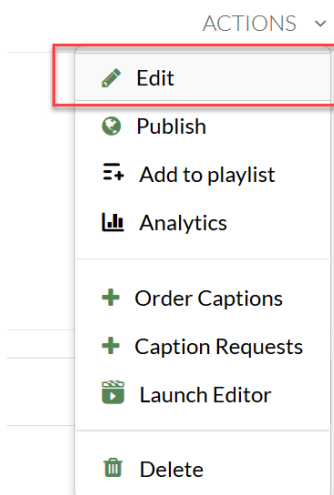 ACTIONS
Edit
Publish
Add to playlist
Analytics
Order Captions
Caption Requests
Launch Editor
Delete